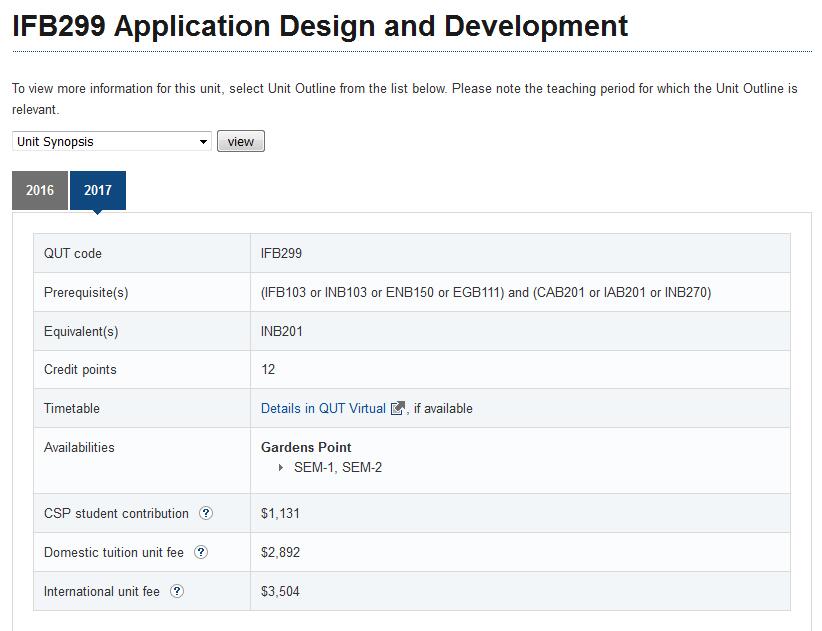 IFB299 Application Design and Development
To view more information for this unit, select Unit Outline from the list below. Please note the teaching period for which the Unit Outline is
relevant.
Unit Synopsis view
2016 2017
QUT code IFB299
Prerequisite(s) (IFB103 or INB103 or ENB150 or EGB111) and (CAB201 or IAB201 or INB270)
Equivalent(s) INB201
Credit points 12
Timetable Details in QUT Virtual , if available
Availabilities Gardens Point
SEM-1, SEM-2
CSP student contribution ? $1,131
Domestic tuition unit fee ? $2,892
International unit fee ? $3,504